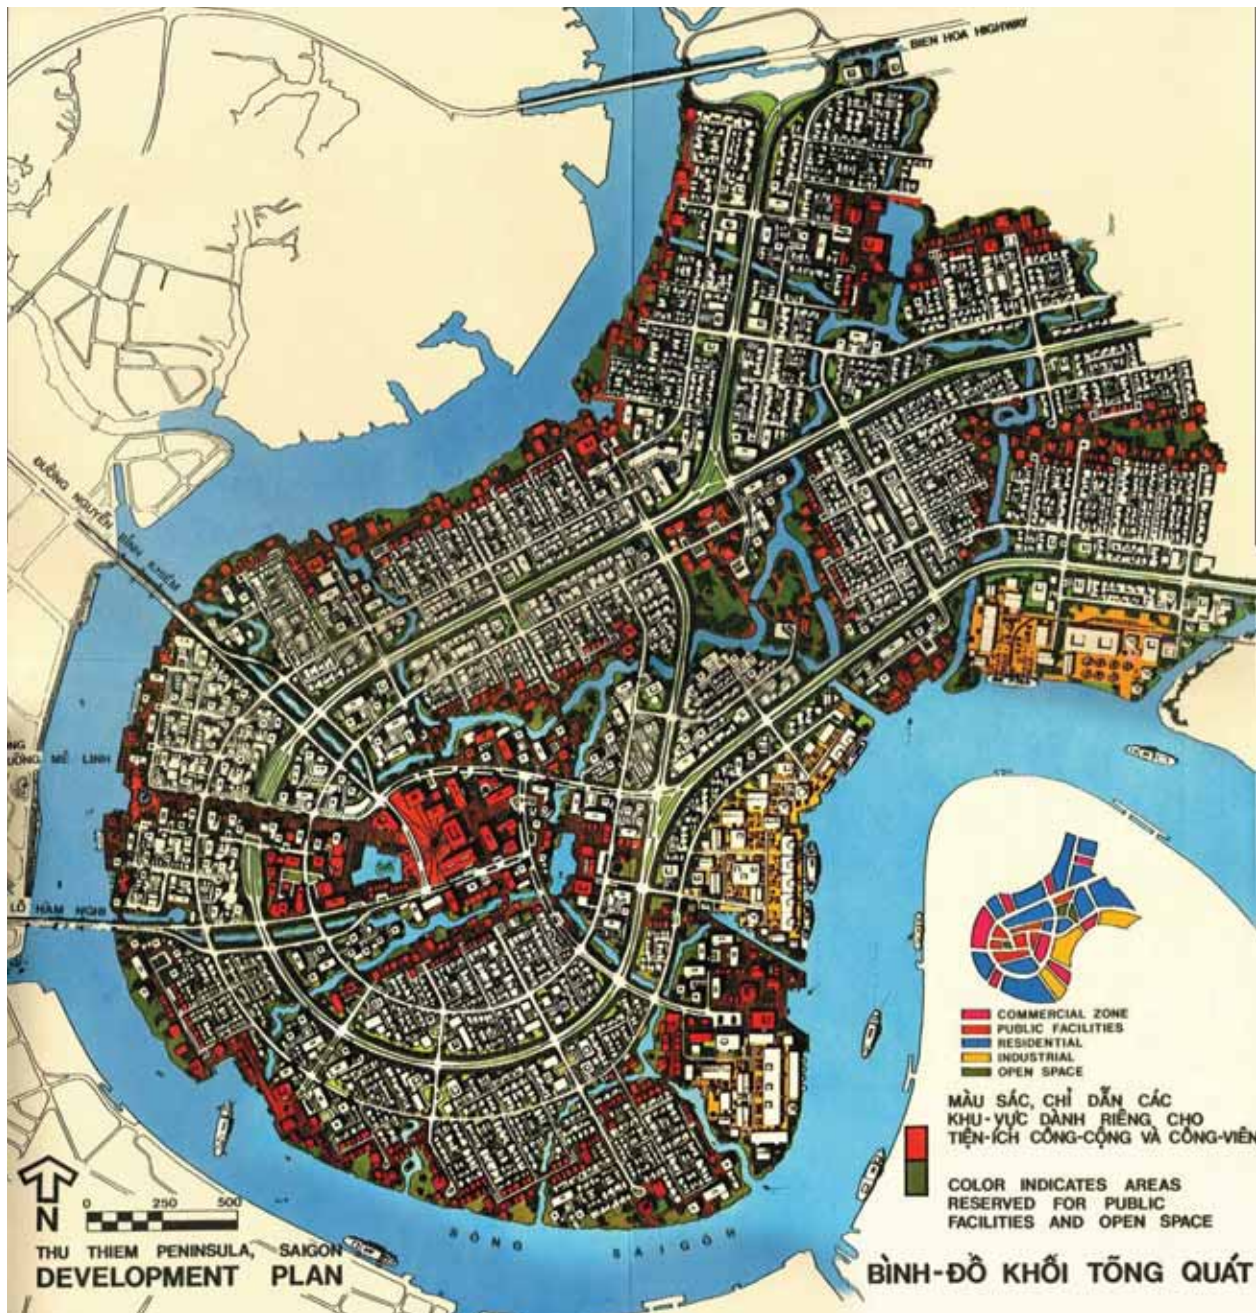 BIEN HOA HIGHWAY
ĐUỜNG NGUYỄN
BỈNH KHIÊM
MÊ LINH
LỘ HÀM NGHI
COMMERCIAL ZONE
PUBLIC FACILITIES
RESIDENTIAL
INDUSTRIAL
OPEN SPACE
MÀU SẮC, CHỈ DẪN CÁC
KHU-VỰC DÀNH RIÊNG CHO
TIỆN-ÍCH CÔNG-CỘNG VÀ CÔNG-VIÊN
COLOR INDICATES AREAS
RESERVED FOR PUBLIC
FACILITIES AND OPEN SPACE
N
0 250 500
SÔNG SAIGÒN
THU THIEM PENINSULA, SAIGON
DEVELOPMENT PLAN
BÌNH-ĐỒ KHỐI TỔNG QUÁT